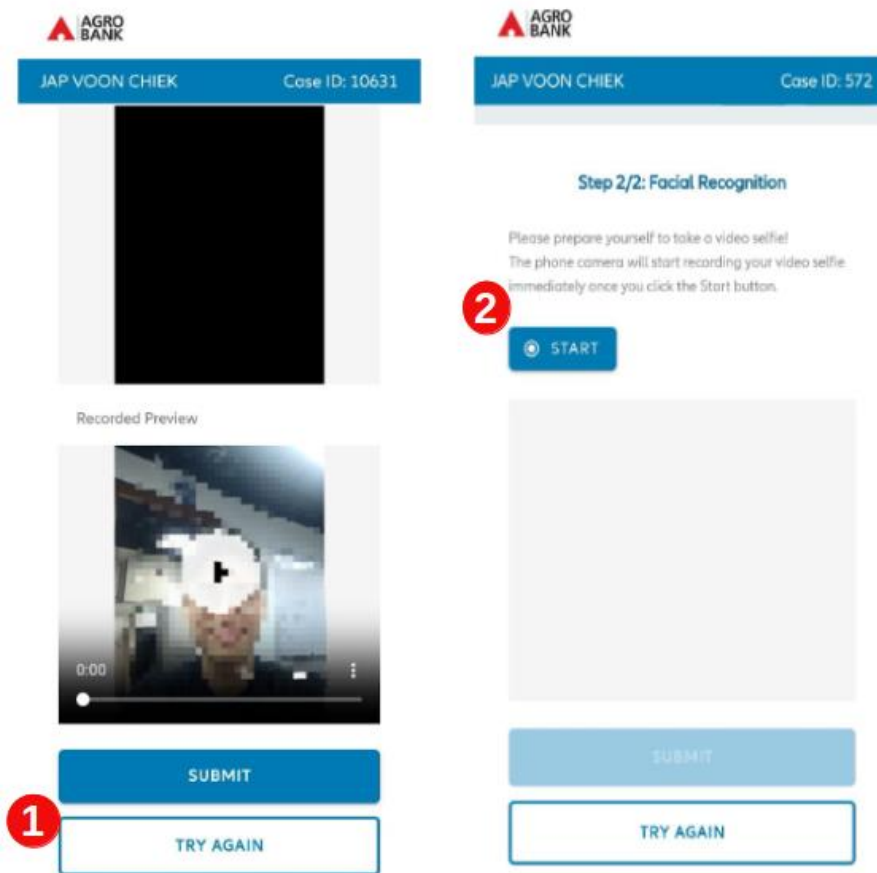 AGRO
BANK
JAP VOON CHIEK Case ID: 10631
Recorded Preview
0:00
SUBMIT
1
TRY AGAIN
AGRO
BANK
JAP VOON CHIEK Case ID: 572
Step 2/2: Facial Recognition
Please prepare yourself to take a video selfie!
The phone camera will start recording your video selfie
immediately once you click the Start button.
2
START
SUBMIT
TRY AGAIN